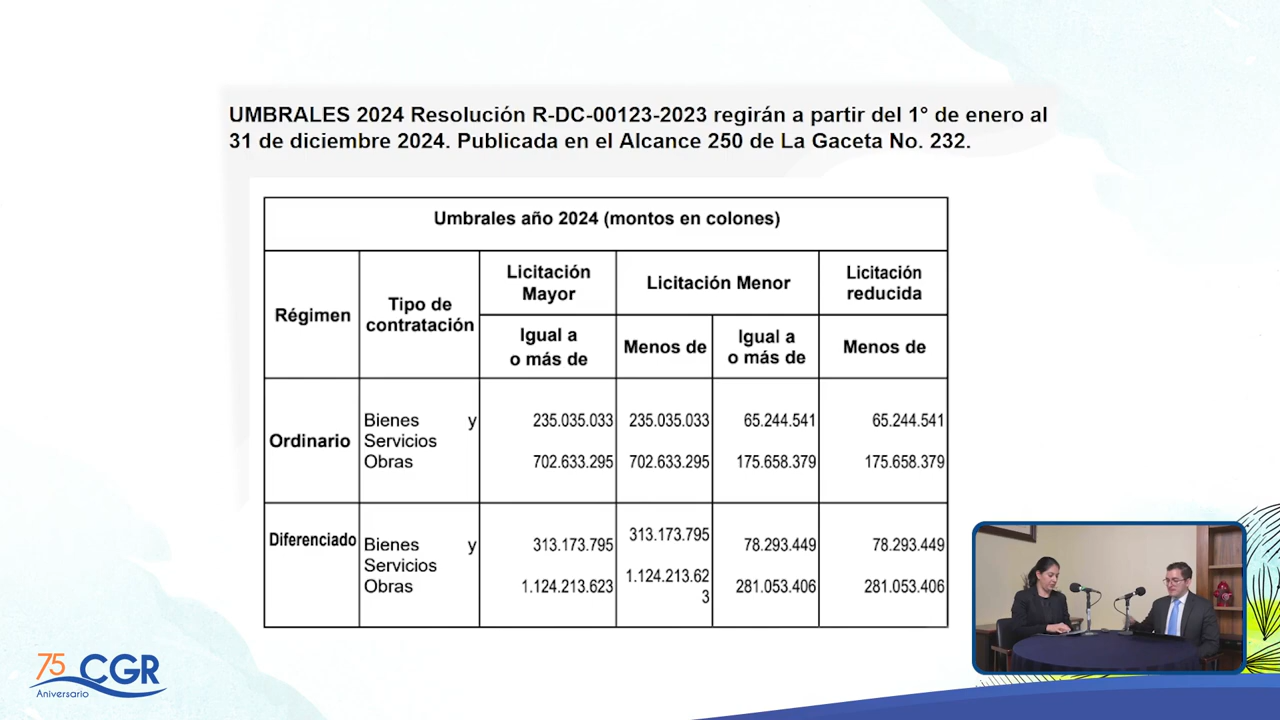 UMBRALES 2024 Resolución R-DC-00123-2023 regirán a partir del 1° de enero al
31 de diciembre 2024. Publicada en el Alcance 250 de La Gaceta No. 232.
Umbrales año 2024 (montos en colones)
Régimen
Tipo de
contratación
Licitación
Mayor
Licitación Menor
Licitación
reducida
Igual a
o más de
Menos de
Igual a
o más de
Menos de
Ordinario
Bienes y
Servicios
Obras
235.035.033
702.633.295
235.035.033
702.633.295
65.244.541
175.658.379
65.244.541
175.658.379
Diferenciado
Bienes y
Servicios
Obras
313.173.795
1.124.213.623
313.173.795
1.124.213.62
3
78.293.449
281.053.406
78.293.449
281.053.406
75 CGR
Aniversario